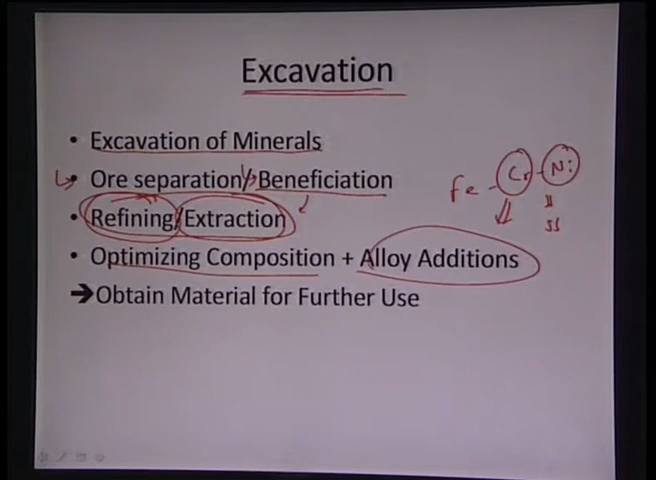 Excavation
• Excavation of Minerals
• Ore separation/Beneficiation
• Refining/Extraction
• Optimizing Composition + Alloy Additions
➔Obtain Material for Further Use
Fe - Cr - Ni
SS